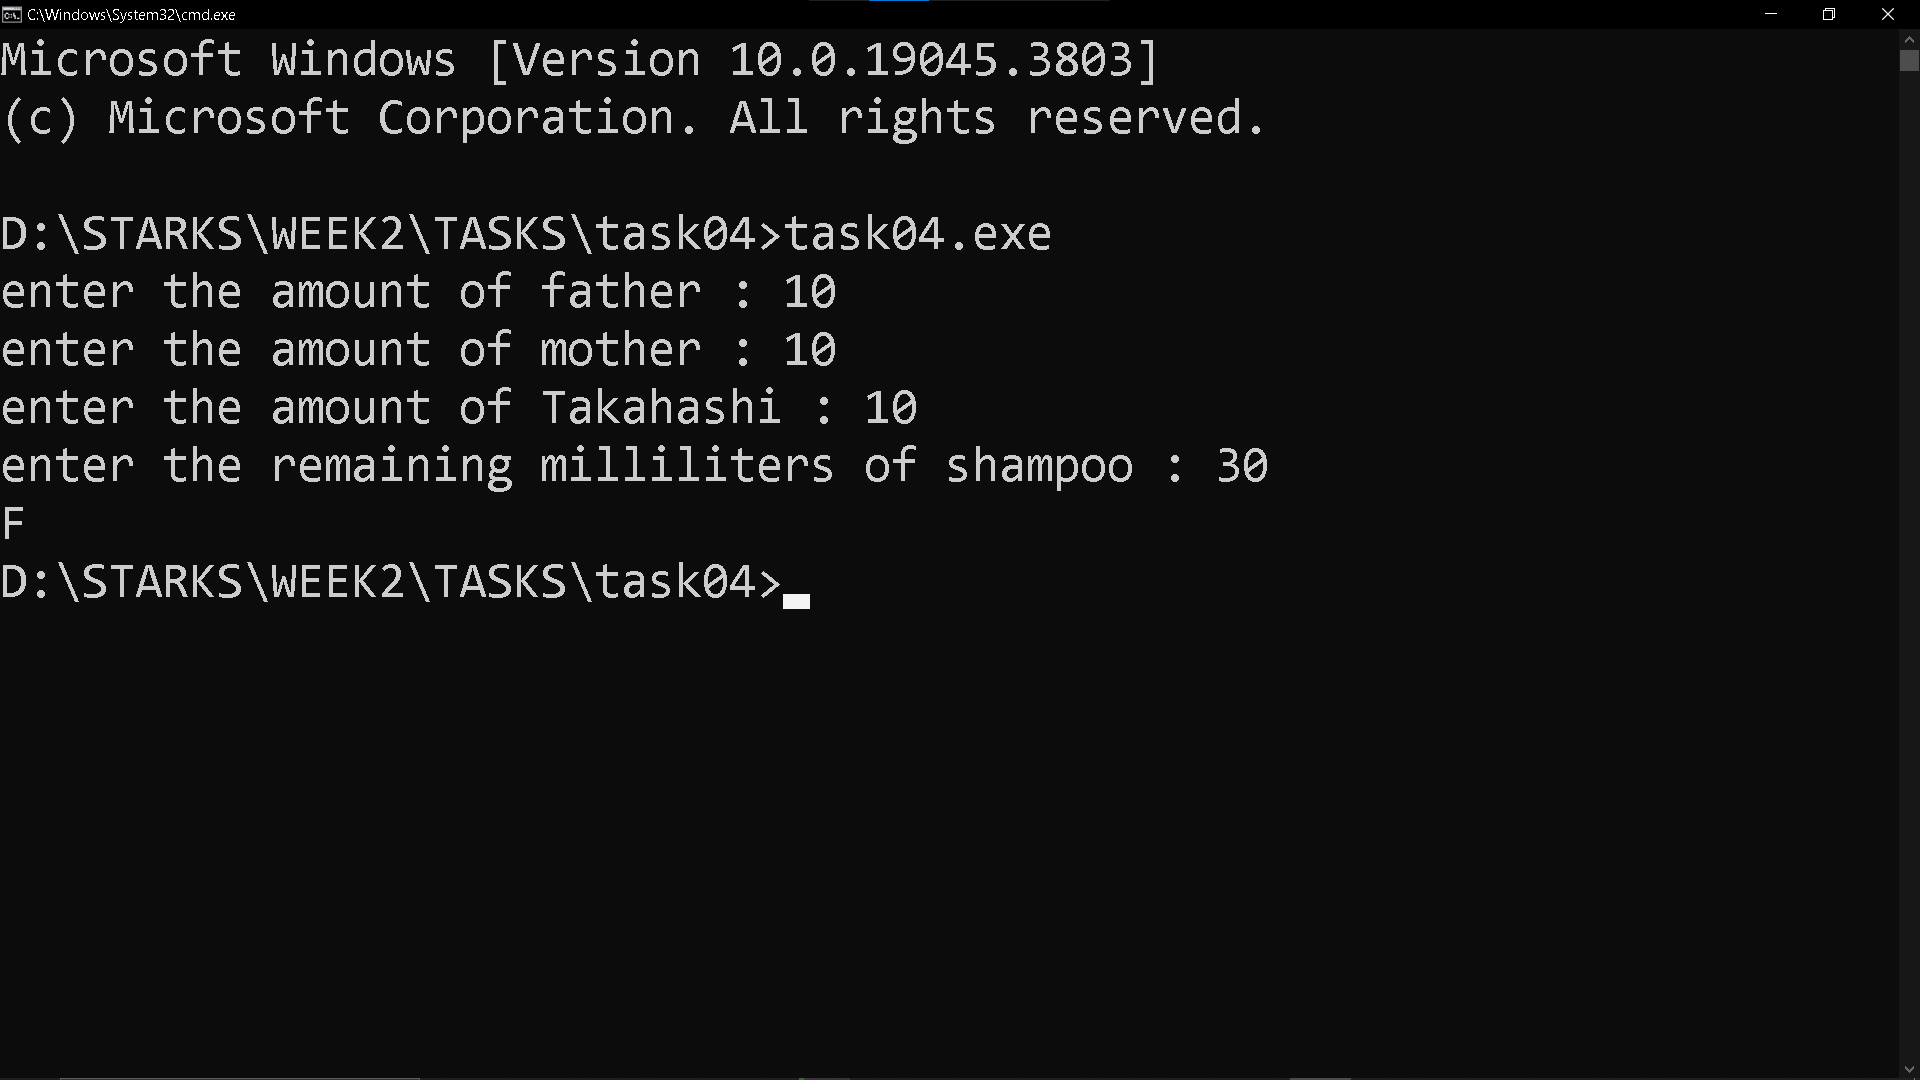 C:\Windows\System32\cmd.exe
Microsoft Windows [Version 10.0.19045.3803]
(c) Microsoft Corporation. All rights reserved.
D:\STARKS\WEEK2\TASKS\task04>task04.exe
enter the amount of father : 10
enter the amount of mother : 10
enter the amount of Takahashi : 10
enter the remaining milliliters of shampoo : 30
F
D:\STARKS\WEEK2\TASKS\task04>